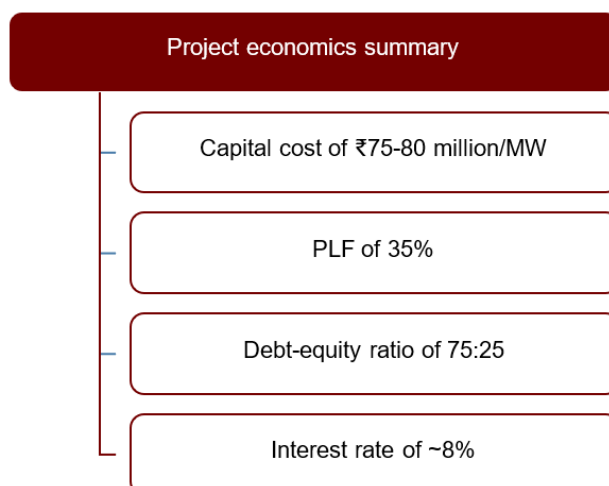 Project economics summary
Capital cost of ₹75-80 million/MW
PLF of 35%
Debt-equity ratio of 75:25
Interest rate of ~8%